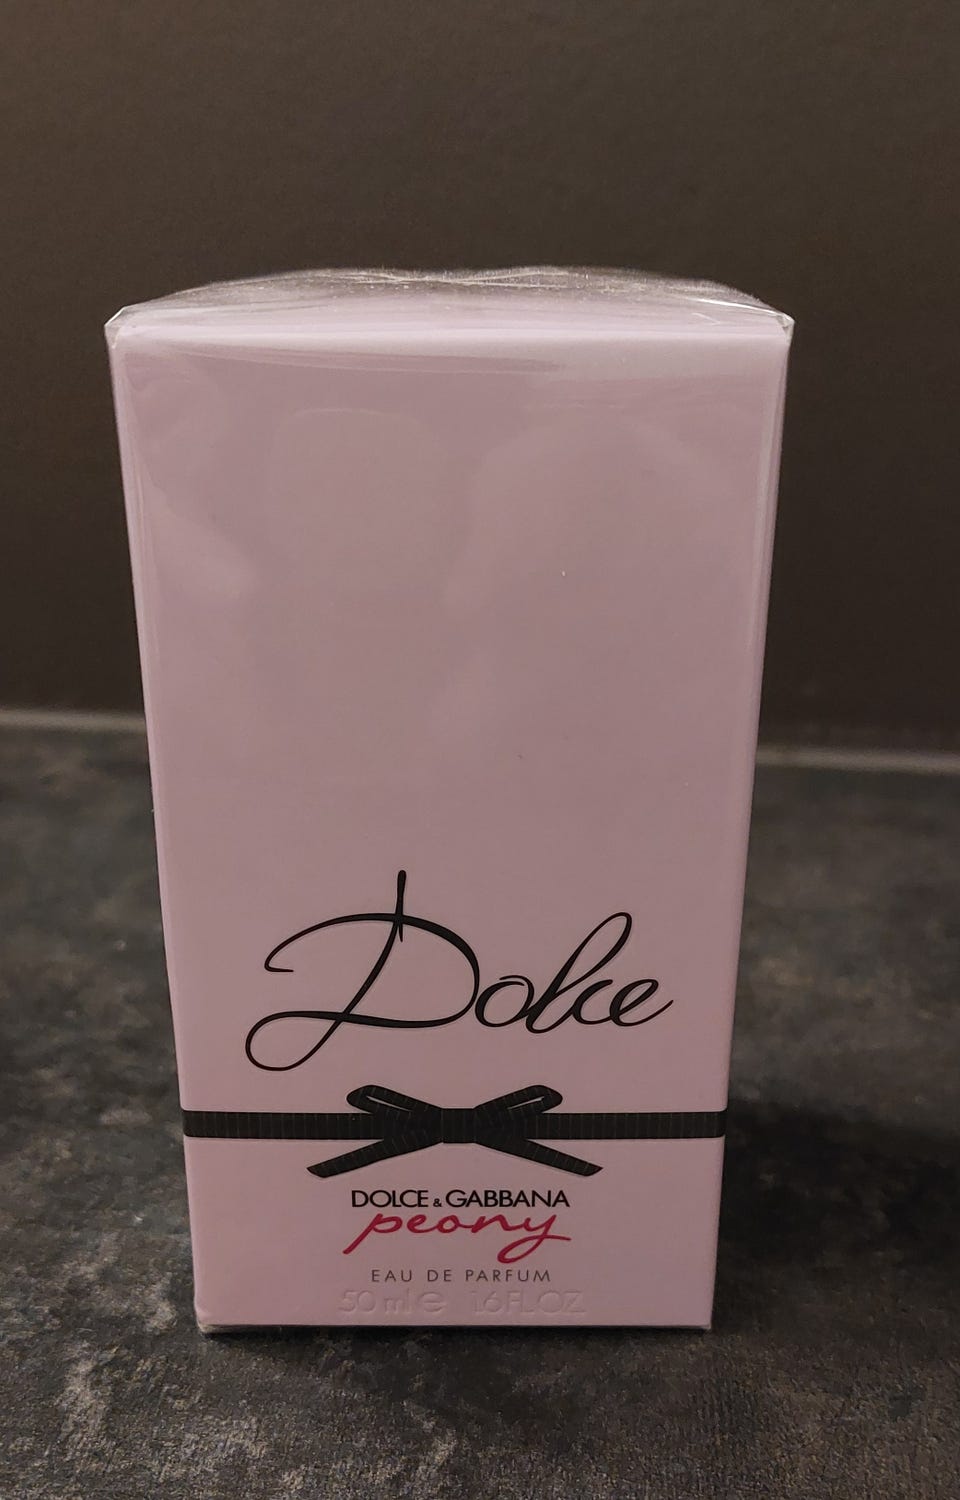 Dolce
DOLCE & GABBANA
peony
EAU DE PARFUM
50 ml e 1.6 FL.OZ